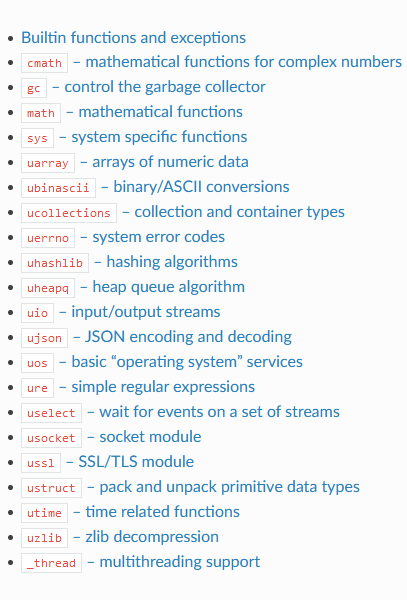 Builtin functions and exceptions
cmath – mathematical functions for complex numbers
gc – control the garbage collector
math – mathematical functions
sys – system specific functions
uarray – arrays of numeric data
ubinascii – binary/ASCII conversions
ucollections – collection and container types
uerrno – system error codes
uhashlib – hashing algorithms
uheapq – heap queue algorithm
uio – input/output streams
ujson – JSON encoding and decoding
uos – basic “operating system” services
ure – simple regular expressions
uselect – wait for events on a set of streams
usocket – socket module
ussl – SSL/TLS module
ustruct – pack and unpack primitive data types
utime – time related functions
uzlib – zlib decompression
_thread – multithreading support